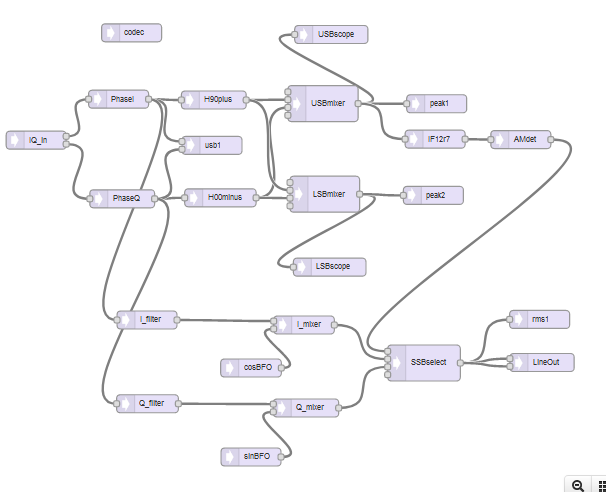 codec
USBscope
PhaseI
H90plus
USBmixer
peak1
IQ_in
usb1
IF12r7
AMdet
PhaseQ
H00minus
LSBmixer
peak2
LSBscope
I_filter
I_mixer
rms1
cosBFO
SSBselect
LineOut
Q_filter
Q_mixer
sinBFO